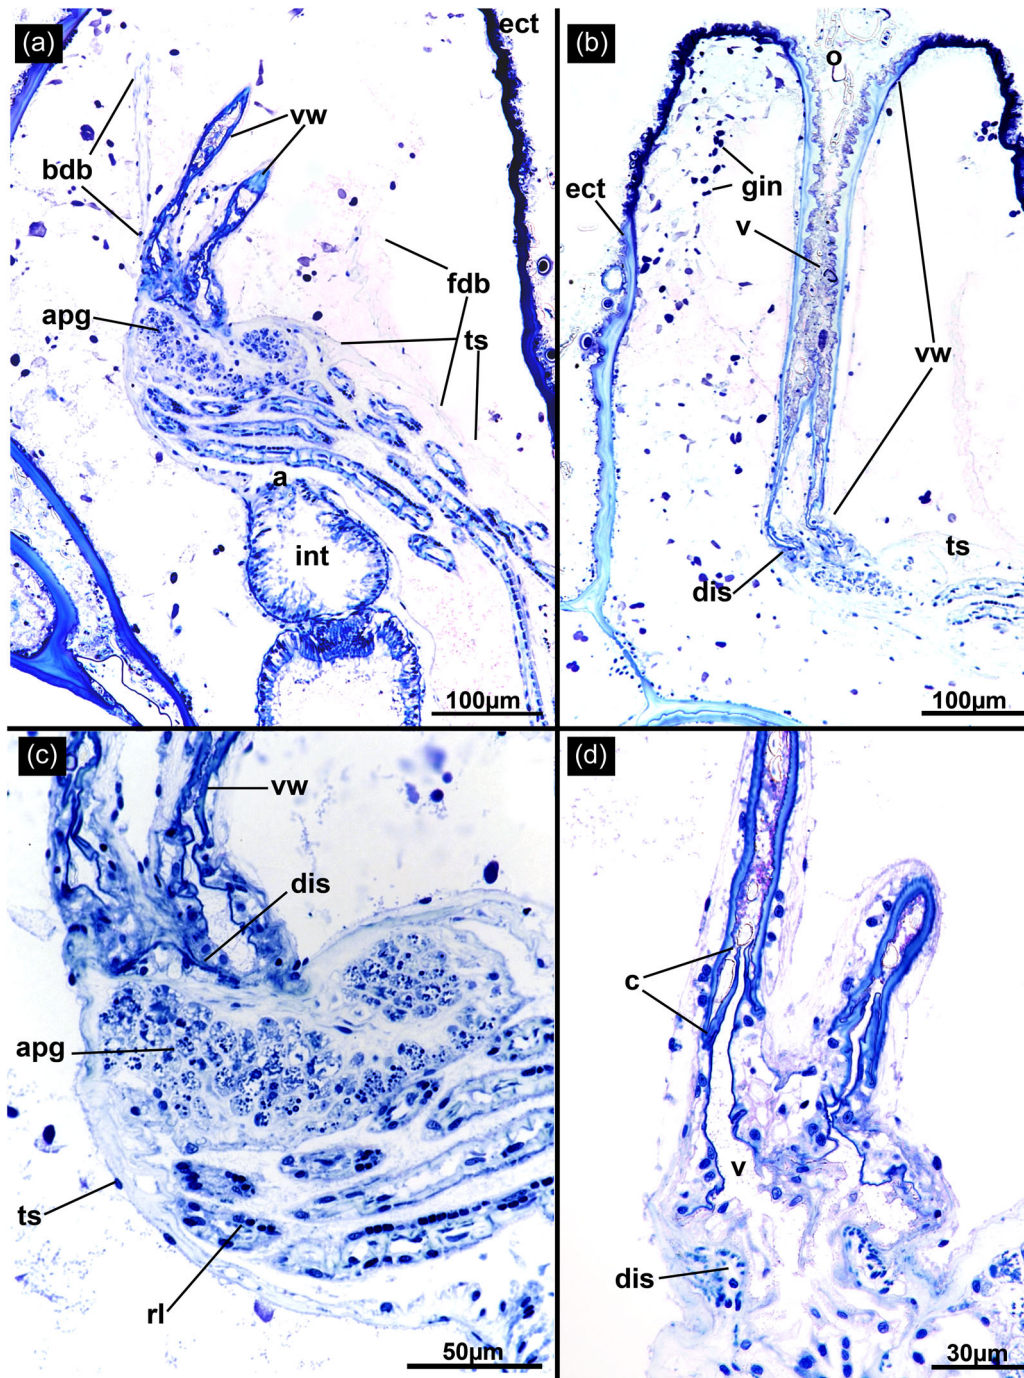 (a)
ect
vw
bdb
fdb
apg
ts
a
int
100µm
(b)
o
gin
ect
v
vw
ts
dis
100µm
(c)
vw
dis
apg
ts
rl
50µm
(d)
c
v
dis
30µm